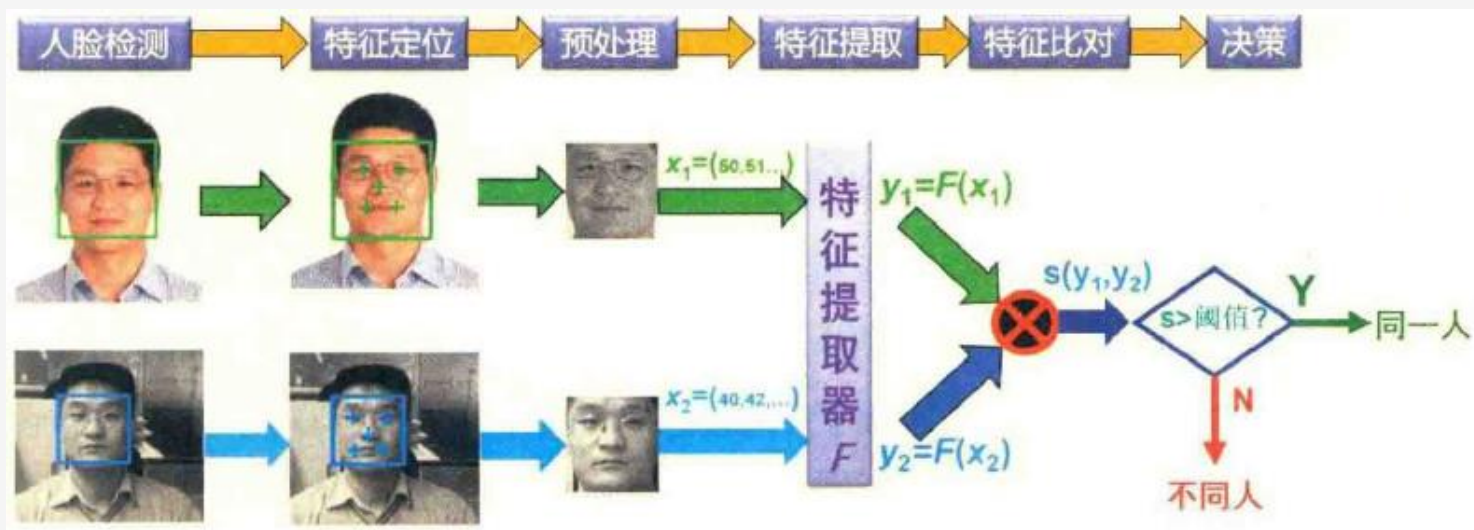 人脸检测 特征定位 预处理 特征提取 特征比对 决策
x₁=(50,51...)
特征提取器 F
y₁=F(x₁)
s(y₁,y₂)
s>阈值?
Y
同一人
x₂=(40,42,...)
y₂=F(x₂)
N
不同人